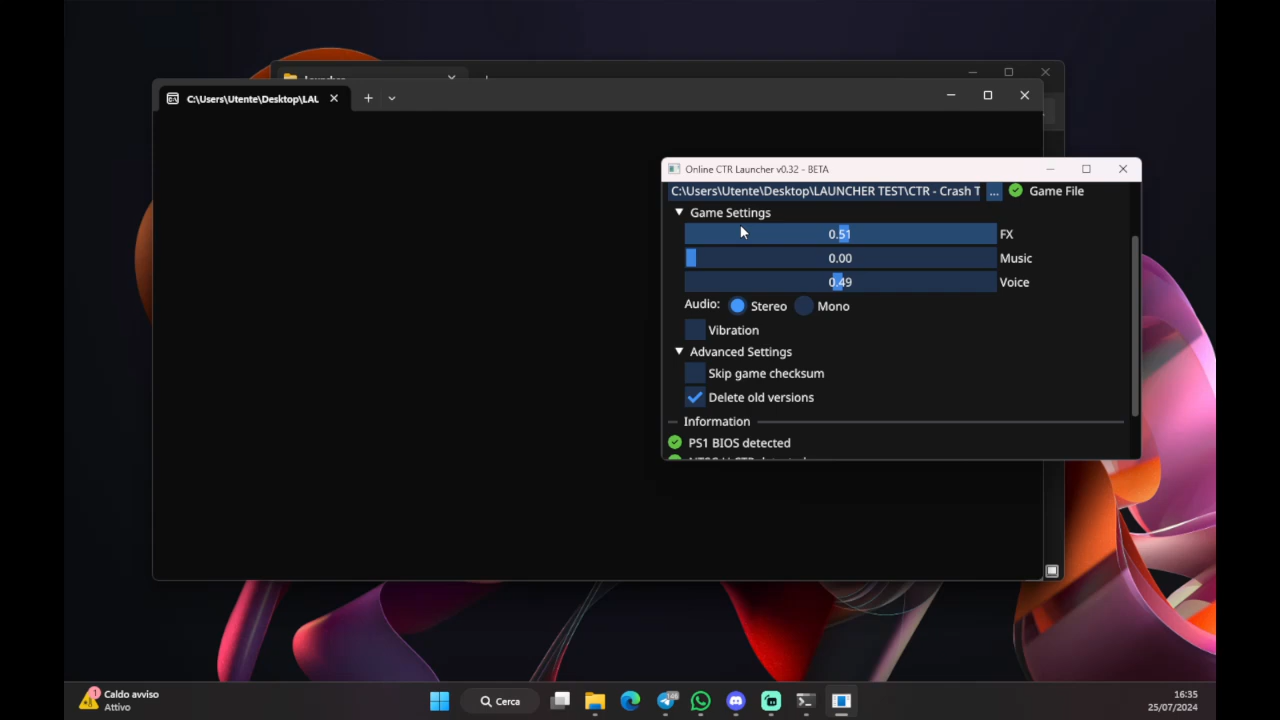 C:\Users\Utente\Desktop\LAU
Online CTR Launcher v0.32 - BETA
C:\Users\Utente\Desktop\LAUNCHER TEST\CTR - Crash T ... Game File
Game Settings
0.51 FX
0.00 Music
0.49 Voice
Audio: Stereo Mono
Vibration
Advanced Settings
Skip game checksum
Delete old versions
Information
PS1 BIOS detected
1 Caldo avviso
Attivo
Cerca
16:35
25/07/2024